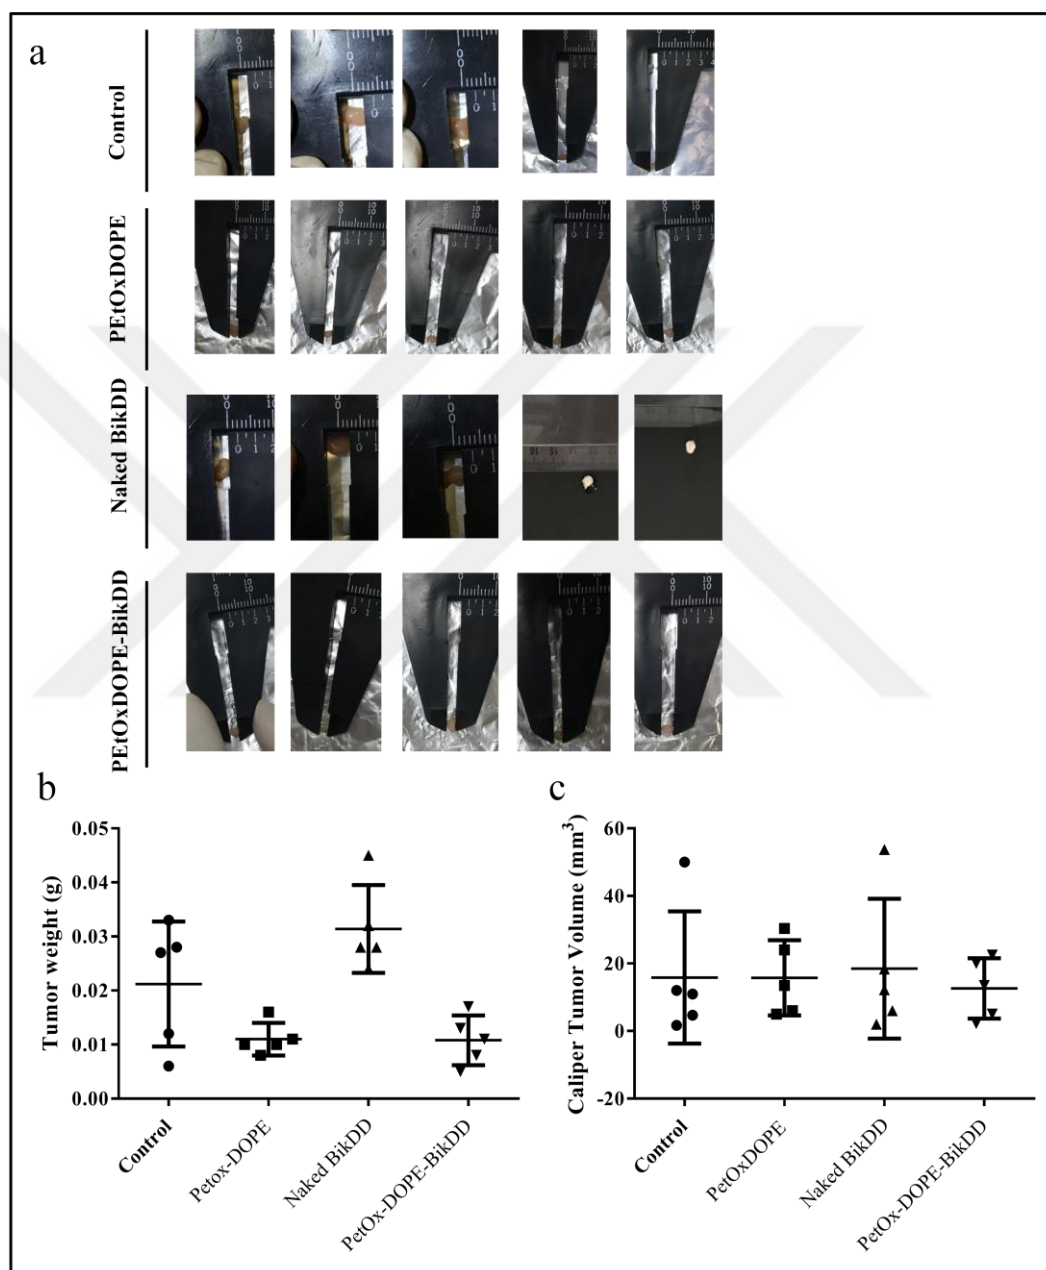 a
Control
PEtOxDOPE
Naked BikDD
PEtOxDOPE-BikDD
b
Tumor weight (g)
0.05
0.04
0.03
0.02
0.01
0.00
Control
Petox-DOPE
Naked BikDD
PetOx-DOPE-BikDD
c
Caliper Tumor Volume (mm³)
60
40
20
0
-20
Control
PetOxDOPE
Naked BikDD
PetOx-DOPE-BikDD